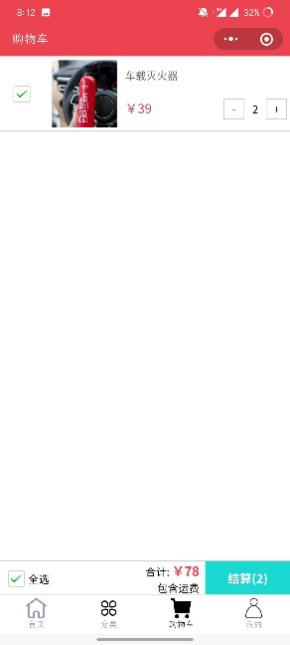 8:12
32%
购物车
车载灭火器
￥39
- 2 +
合计: ￥78
全选
包含运费
结算(2)
首页 分类 购物车 我的